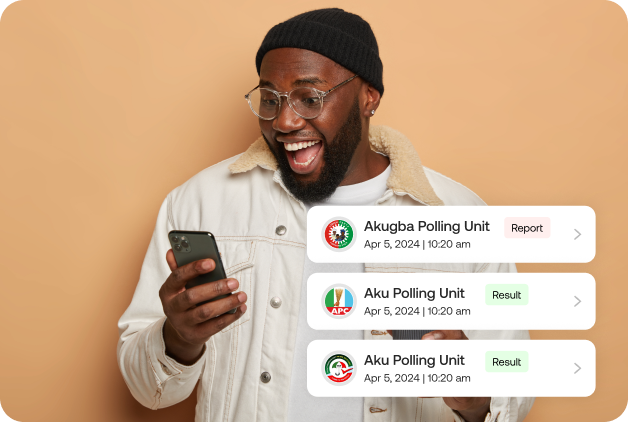 Akugba Polling Unit Report
Apr 5, 2024 | 10:20 am
APC
Aku Polling Unit Result
Apr 5, 2024 | 10:20 am
Aku Polling Unit Result
Apr 5, 2024 | 10:20 am